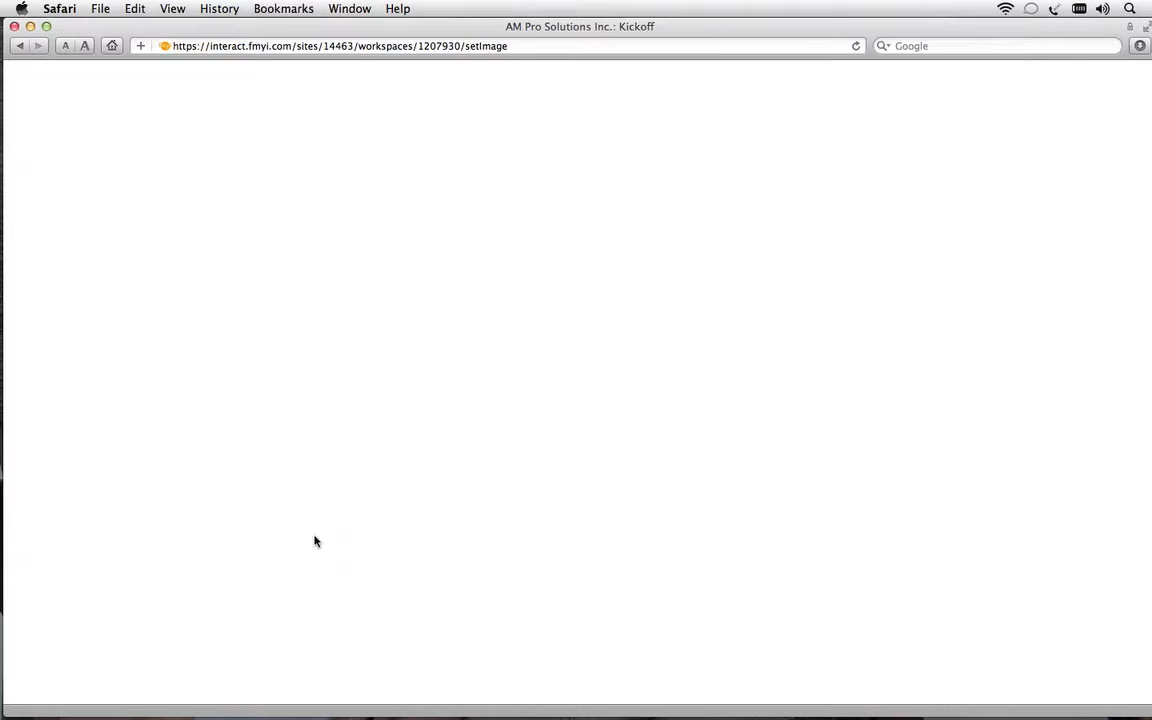 Safari File Edit View History Bookmarks Window Help
AM Pro Solutions Inc.: Kickoff
A A + https://interact.fmyi.com/sites/14463/workspaces/1207930/setImage Google